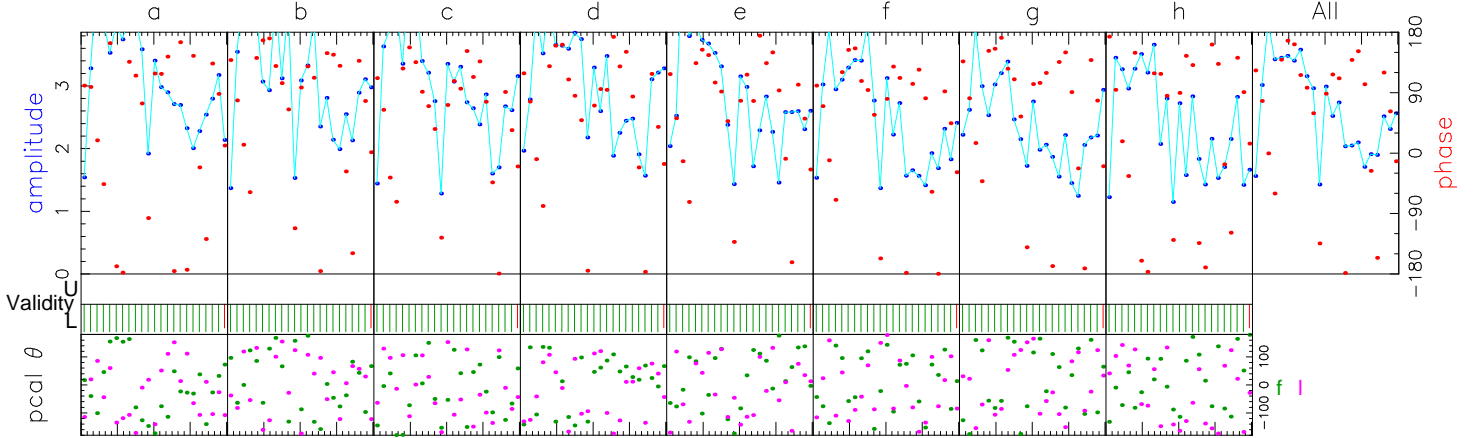 a b c d e f g h All
amplitude
3
2
1
0
180
90
0
-90
-180
phase
U
Validity
L
pcal θ
100
0
-100
f l